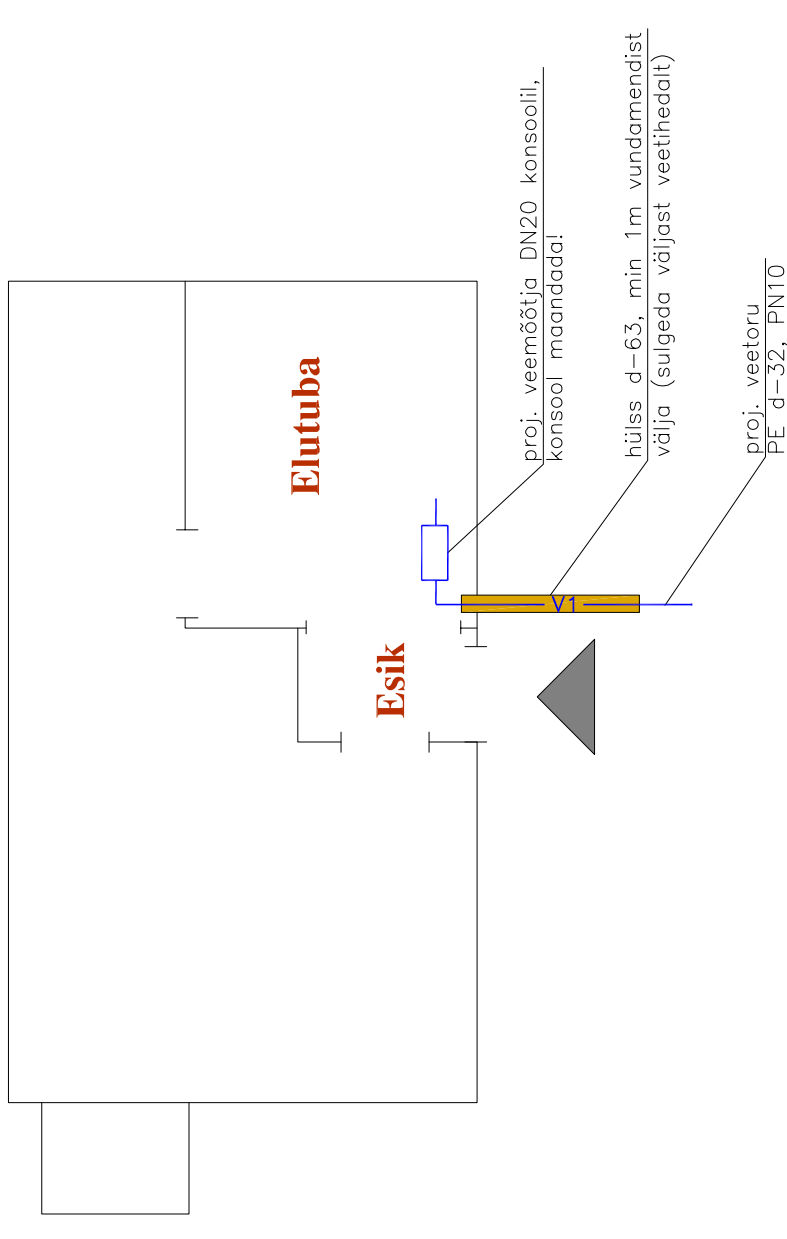 Elutuba
Esik
V1
proj. veemõõtja DN20 konsoolil,
konsool maandada!
hülss d-63, min 1m vundamendist
välja (sulgeda väljast veetihedalt)
proj. veetoru
PE d-32, PN10